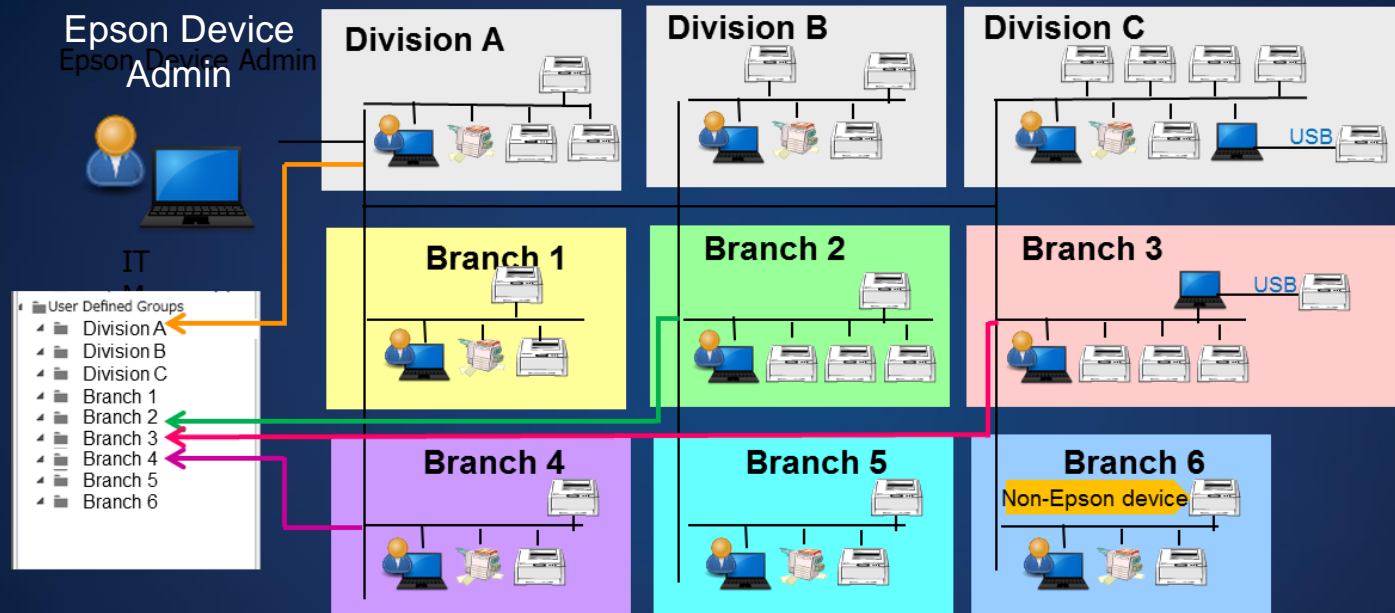 Epson Device
Admin
Epson Device Admin
IT
Division A
Division B
Division C
USB
Branch 1
Branch 2
Branch 3
USB
Branch 4
Branch 5
Branch 6
Non-Epson device
User Defined Groups
Division A
Division B
Division C
Branch 1
Branch 2
Branch 3
Branch 4
Branch 5
Branch 6